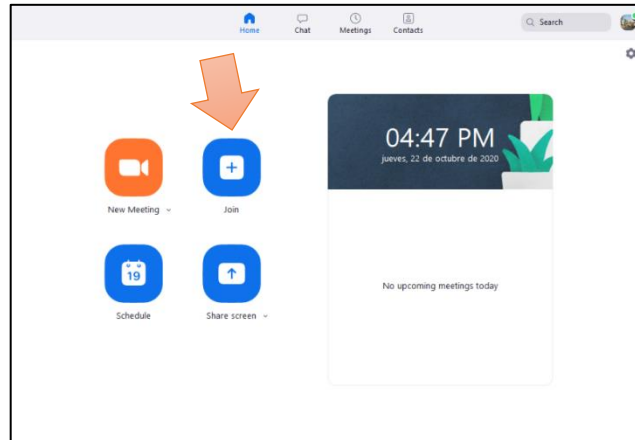 Home
Chat
Meetings
Contacts
Search
04:47 PM
jueves, 22 de octubre de 2020
New Meeting
Join
19
Schedule
Share screen
No upcoming meetings today